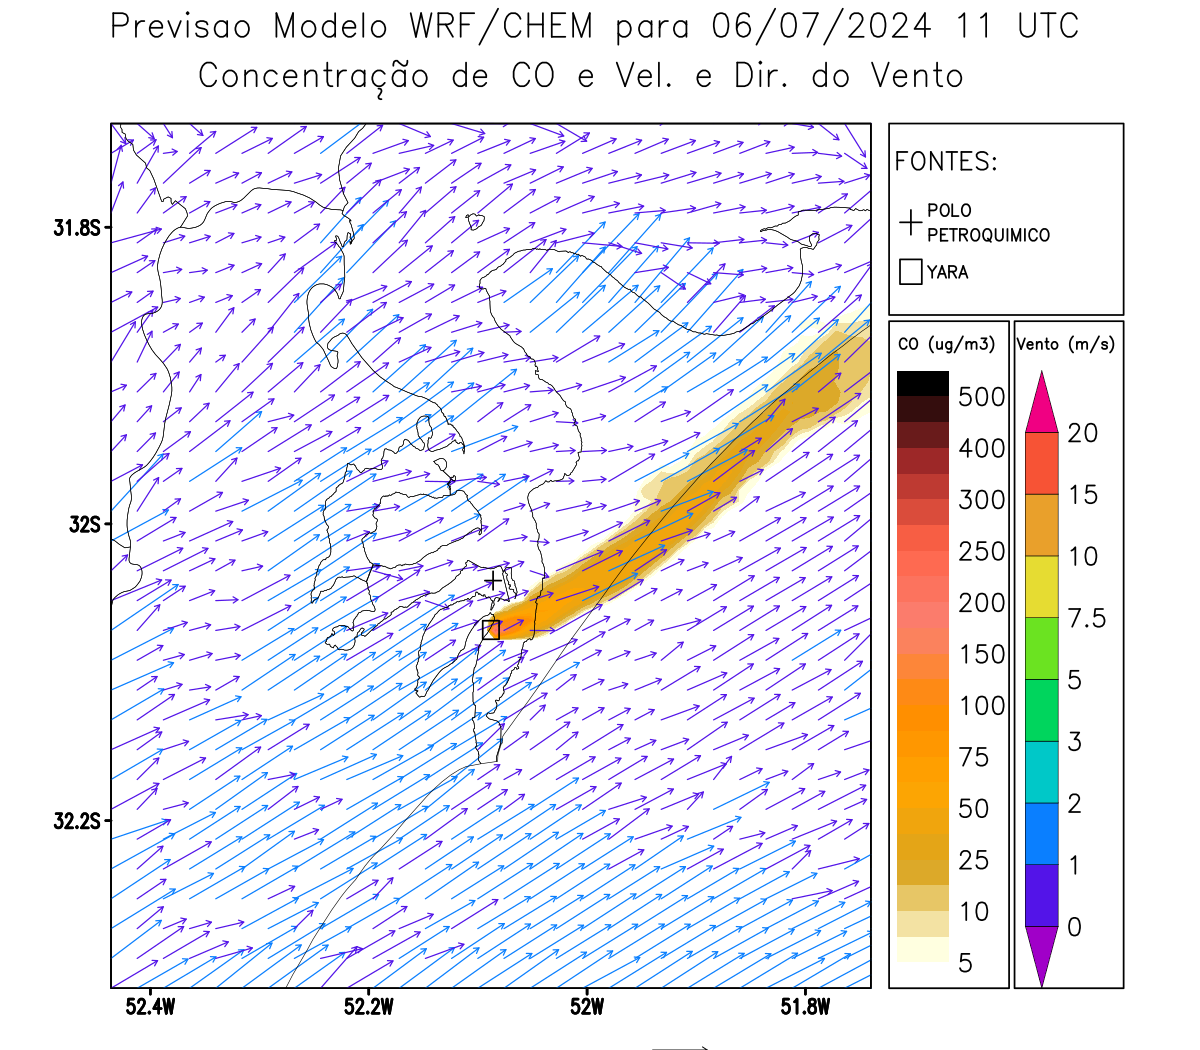 Previsao Modelo WRF/CHEM para 06/07/2024 11 UTC
Concentração de CO e Vel. e Dir. do Vento
FONTES:
POLO
PETROQUIMICO
YARA
CO (ug/m3)
500
400
300
250
200
150
100
75
50
25
10
5
Vento (m/s)
20
15
10
7.5
5
3
2
1
0
31.8S
32S
32.2S
52.4W
52.2W
52W
51.8W